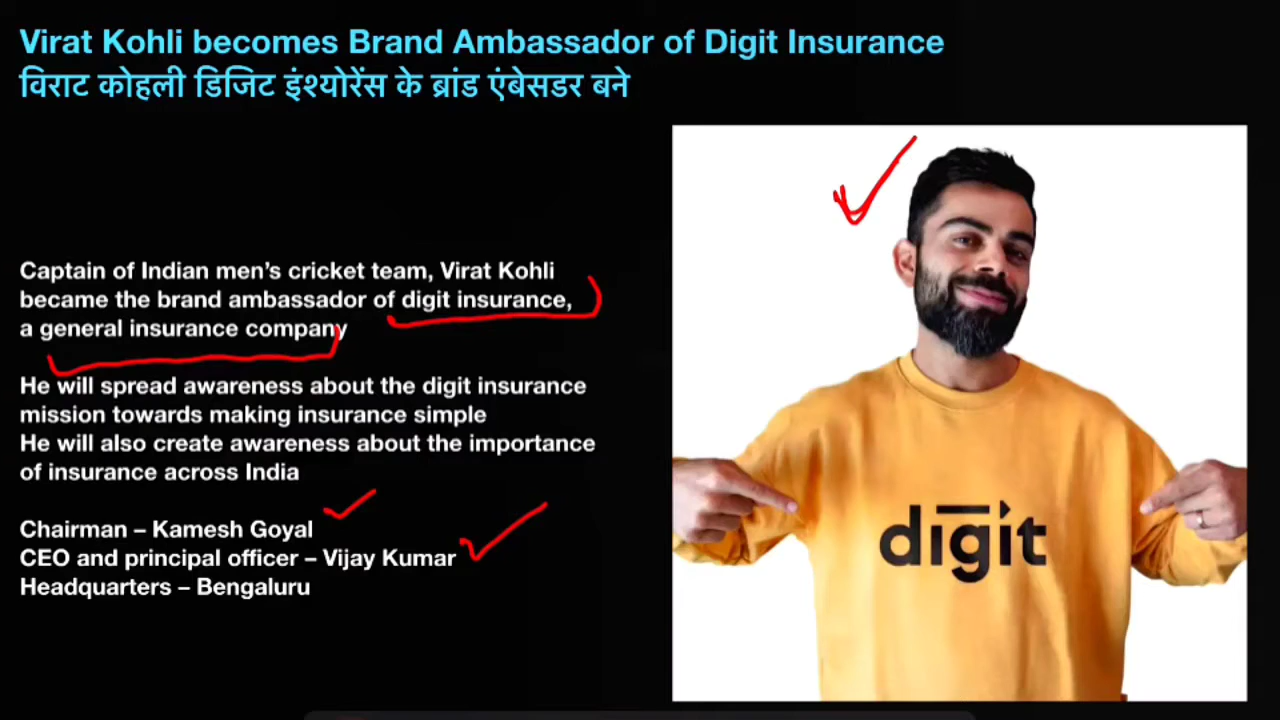 Virat Kohli becomes Brand Ambassador of Digit Insurance
विराट कोहली डिजिट इंश्योरेंस के ब्रांड एंबेसडर बने
Captain of Indian men's cricket team, Virat Kohli
became the brand ambassador of digit insurance,
a general insurance company
He will spread awareness about the digit insurance
mission towards making insurance simple
He will also create awareness about the importance
of insurance across India
Chairman – Kamesh Goyal
CEO and principal officer – Vijay Kumar
Headquarters – Bengaluru
digit